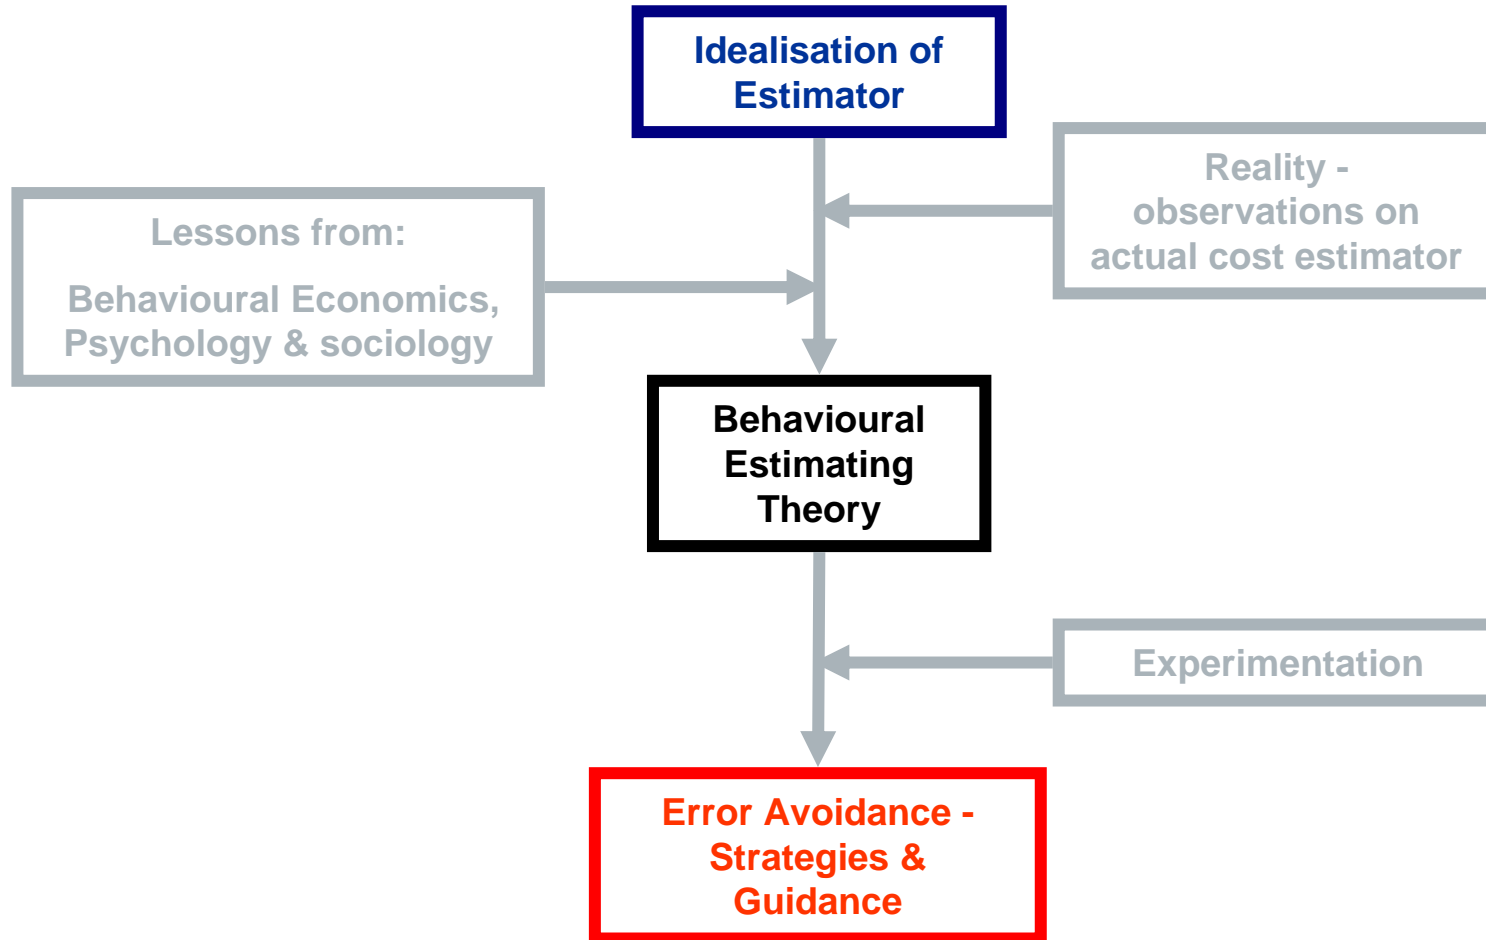 Idealisation of
Estimator
Reality -
observations on
actual cost estimator
Lessons from:
Behavioural Economics,
Psychology & sociology
Behavioural
Estimating
Theory
Experimentation
Error Avoidance -
Strategies &
Guidance